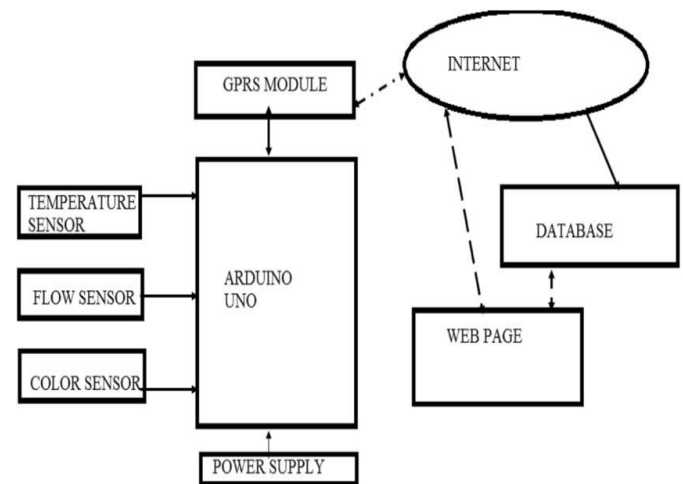 GPRS MODULE
INTERNET
TEMPERATURE
SENSOR
FLOW SENSOR
COLOR SENSOR
ARDUINO
UNO
POWER SUPPLY
DATABASE
WEB PAGE